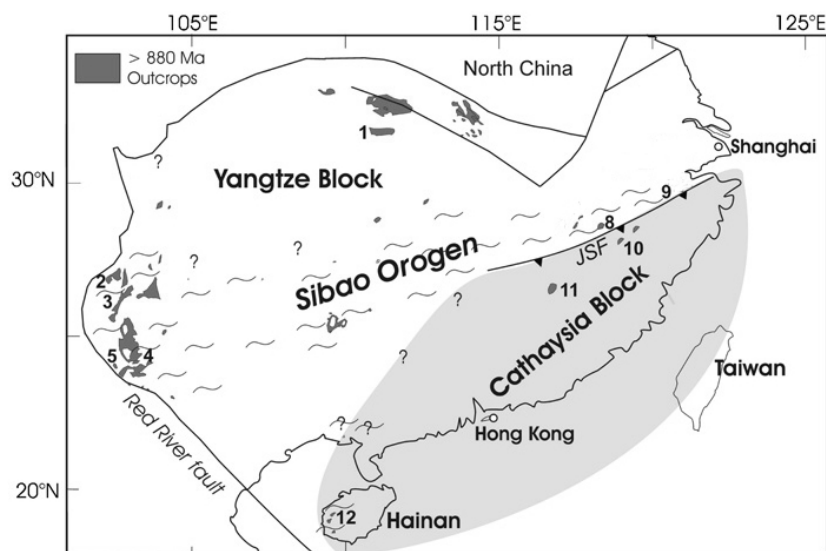 105°E
115°E
125°E
> 880 Ma
Outcrops
North China
1
Shanghai
?
30°N
Yangtze Block
9
8
JSF
10
2
?
?
3
Sibao Orogen
11
?
Cathaysia Block
5
4
?
Taiwan
Red River fault
?
?
Hong Kong
20°N
12
Hainan